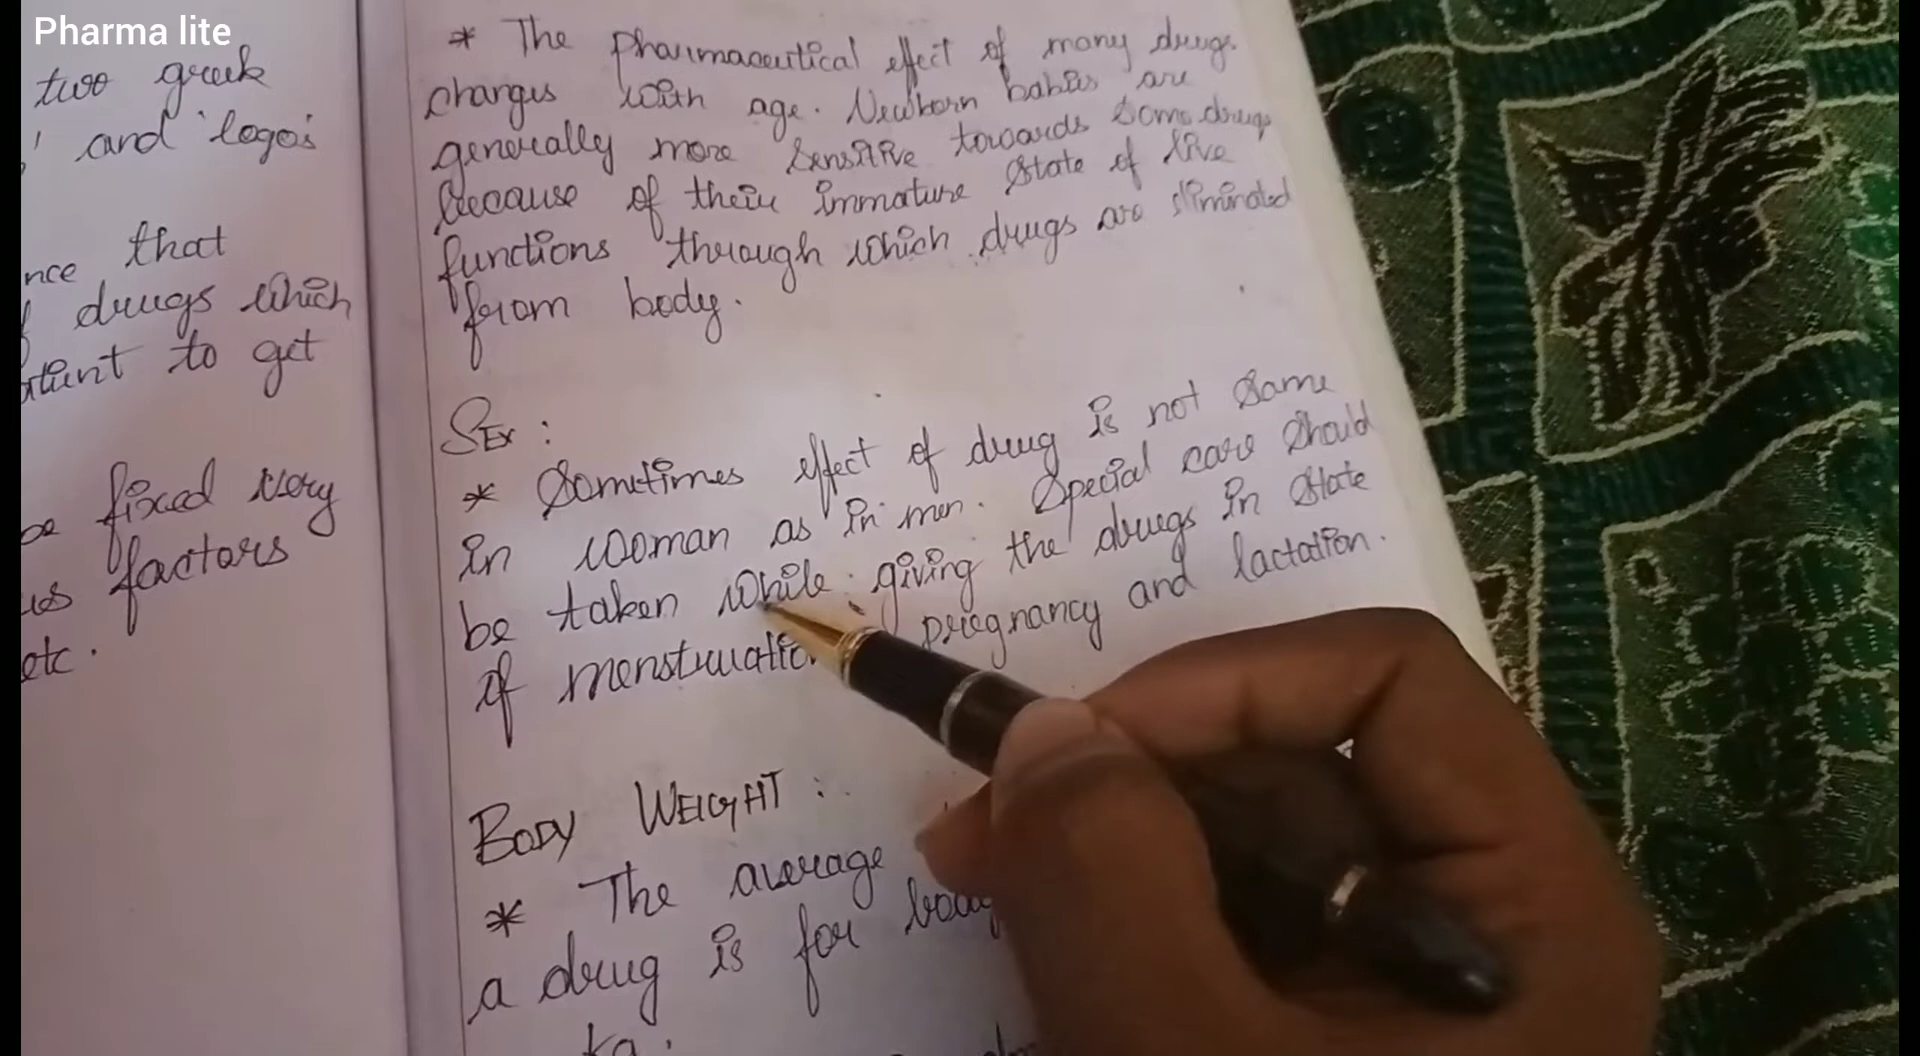 Pharma lite
two greek
' and 'logos
nce that
drugs which
to get
fixed very
factors
etc.
* The pharmaceutical effect of many drugs
changes with age. Newborn babies are
generally more sensitive towards some drugs
because of their immature state of live
functions through which drugs are eliminated
from body.
SEx :
* Sometimes effect of drug is not same
in woman as in men. Special care should
be taken while giving the drugs in state
of menstruatio pregnancy and lactation.
BODY WEIGHT :
* The average
a drug is for
kg.